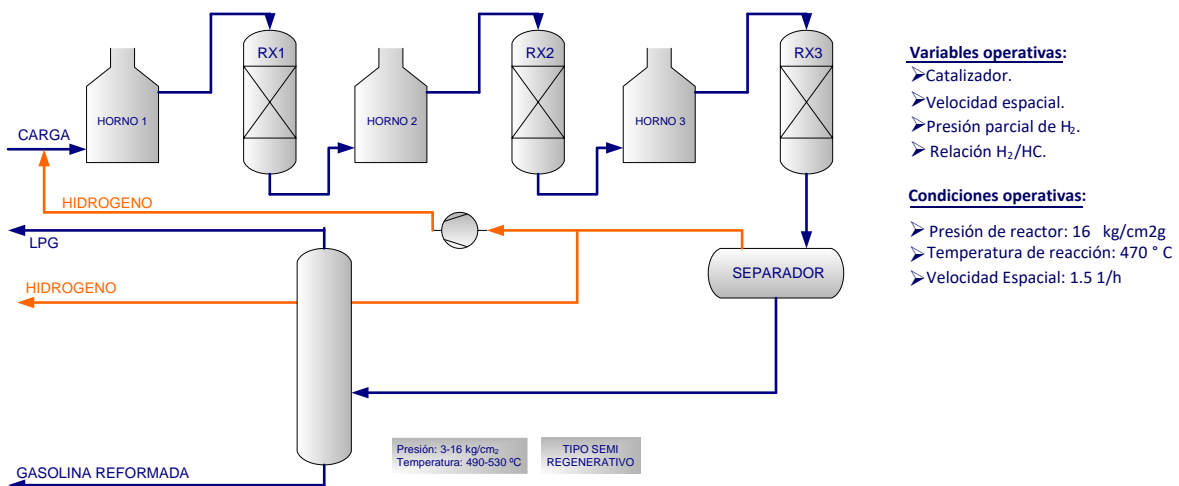 RX1
RX2
RX3
HORNO 1
HORNO 2
HORNO 3
CARGA
HIDROGENO
LPG
HIDROGENO
SEPARADOR
GASOLINA REFORMADA
Presión: 3-16 kg/cm₂
Temperatura: 490-530 ºC
TIPO SEMI
REGENERATIVO
Variables operativas:
➢Catalizador.
➢Velocidad espacial.
➢Presión parcial de H₂.
➢ Relación H₂/HC.
Condiciones operativas:
➢ Presión de reactor: 16 kg/cm2g
➢Temperatura de reacción: 470 ° C
➢Velocidad Espacial: 1.5 1/h